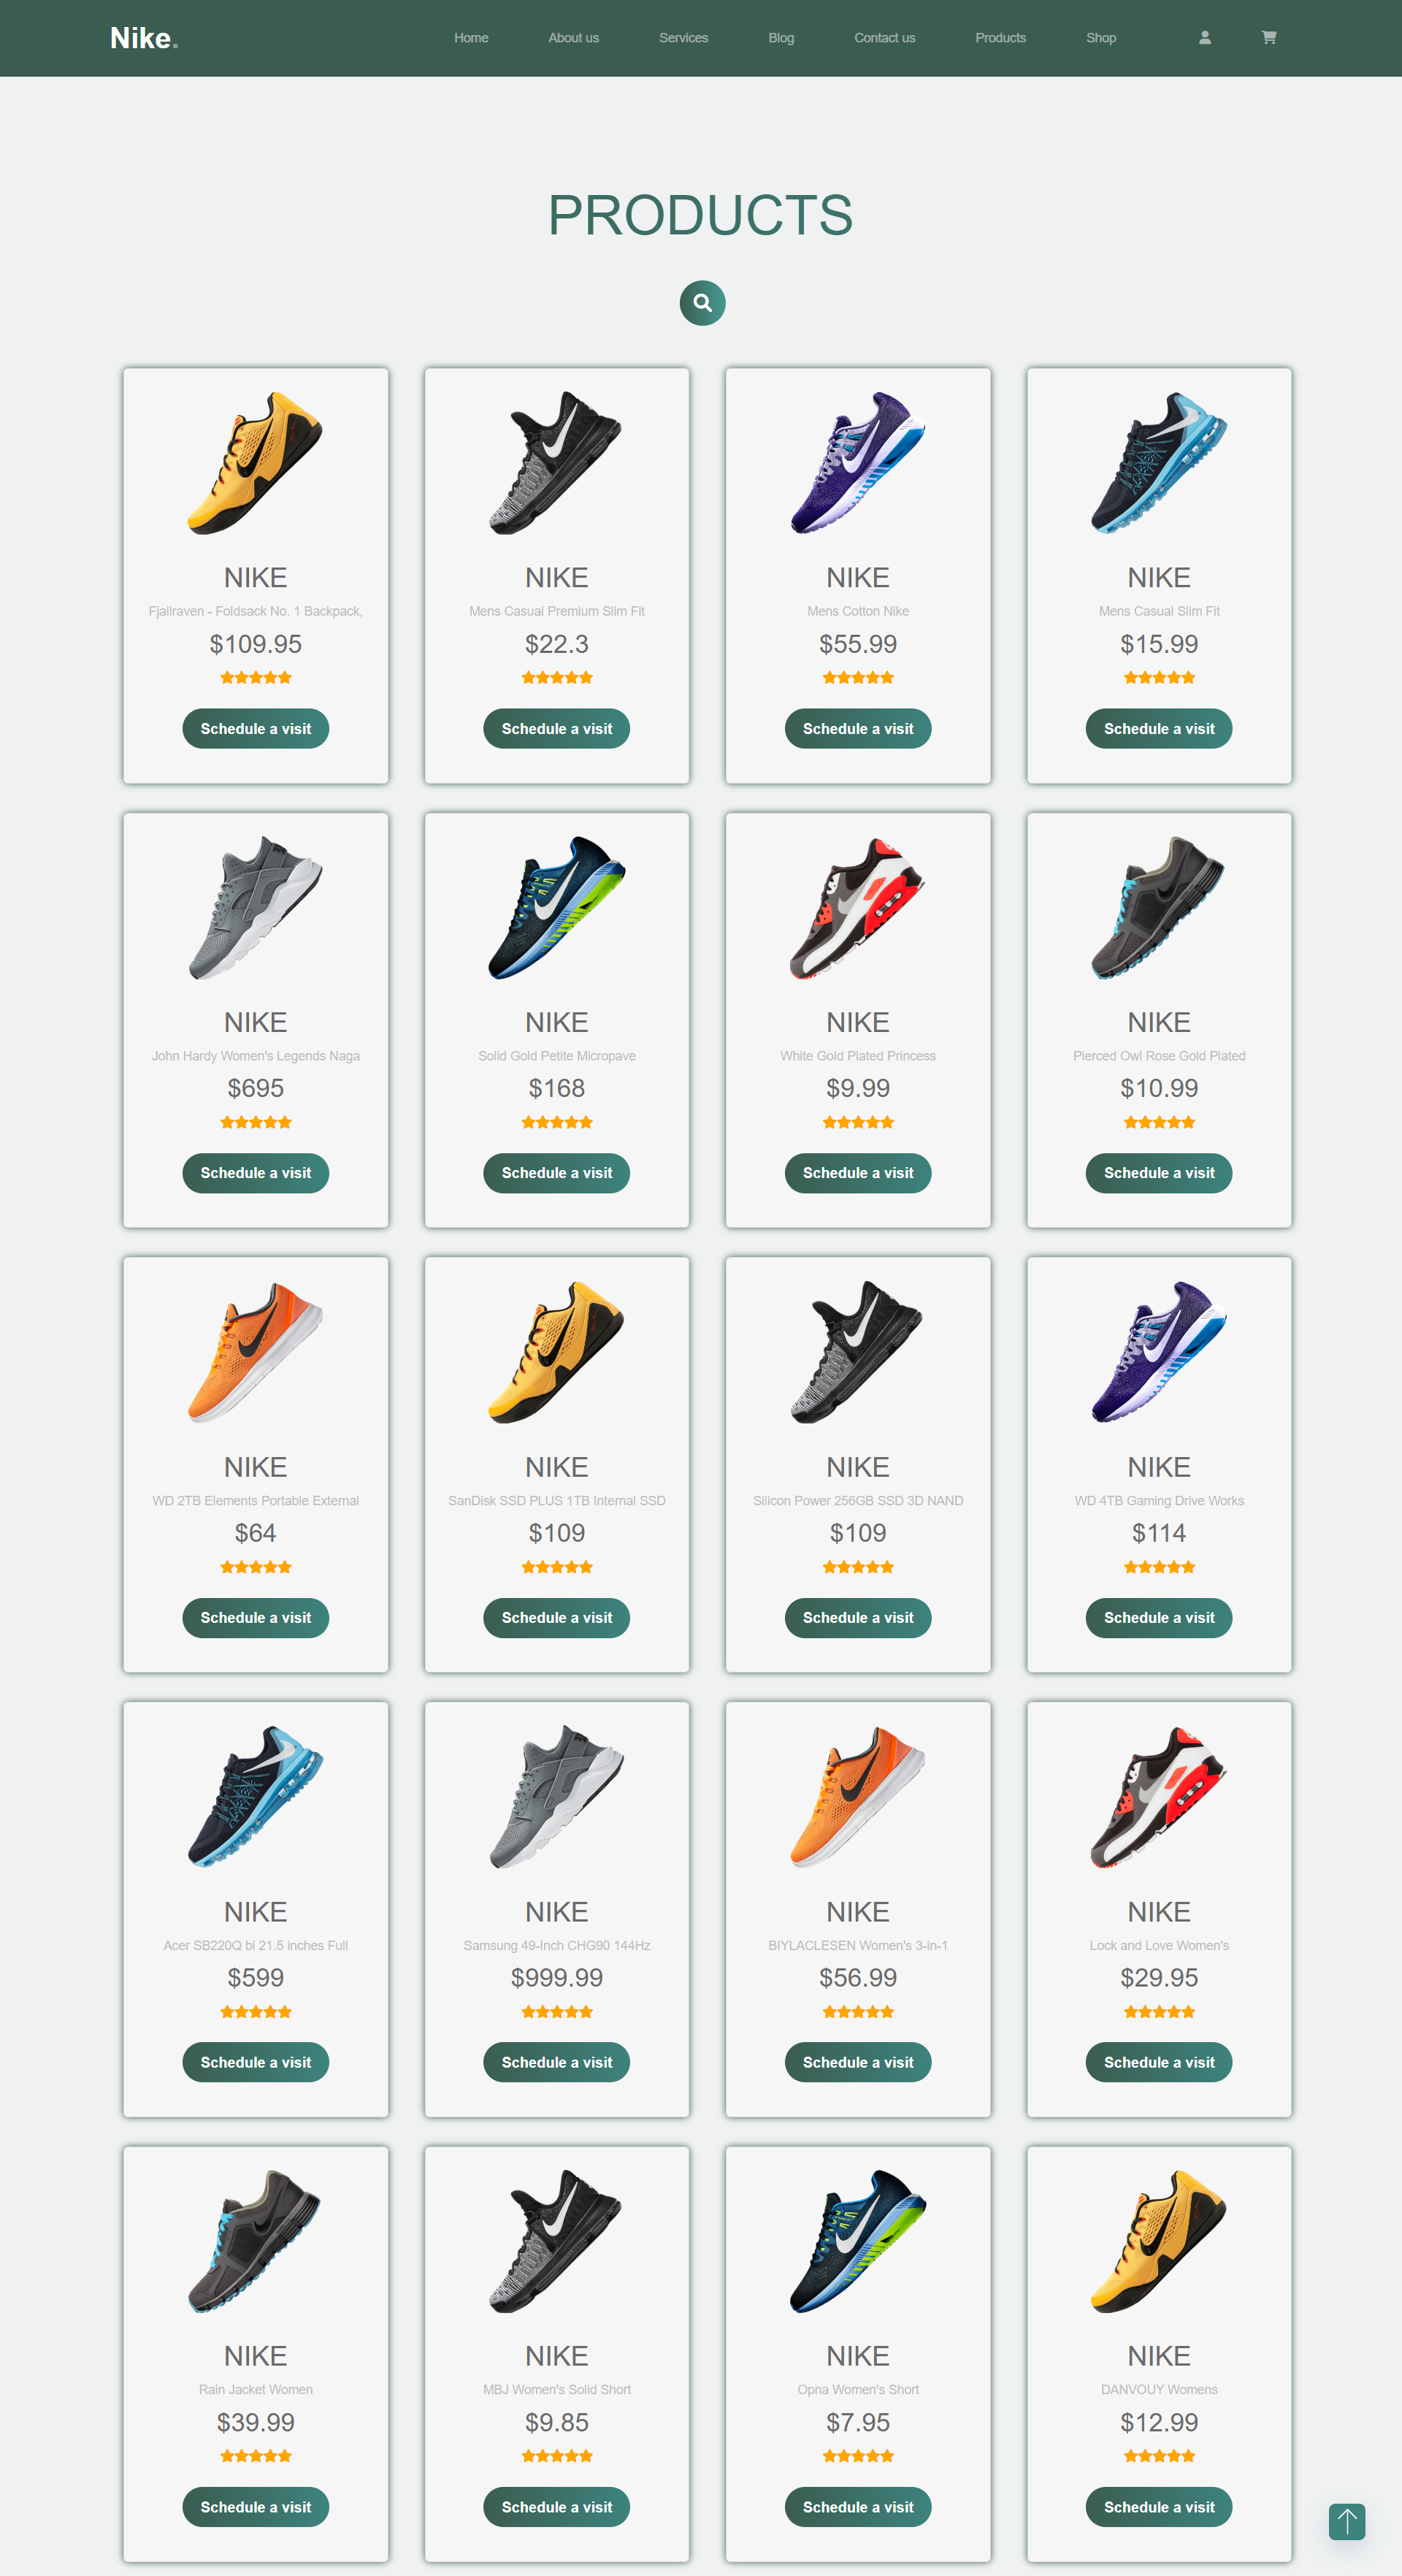 Nike.
Home About us Services Blog Contact us Products Shop
PRODUCTS
NIKE NIKE NIKE NIKE
Fjallraven - Foldsack No. 1 Backpack, Mens Casual Premium Slim Fit Mens Cotton Nike Mens Casual Slim Fit
$109.95 $22.3 $55.99 $15.99
Schedule a visit Schedule a visit Schedule a visit Schedule a visit
NIKE NIKE NIKE NIKE
John Hardy Women's Legends Naga Solid Gold Petite Micropave White Gold Plated Princess Pierced Owl Rose Gold Plated
$695 $168 $9.99 $10.99
Schedule a visit Schedule a visit Schedule a visit Schedule a visit
NIKE NIKE NIKE NIKE
WD 2TB Elements Portable External SanDisk SSD PLUS 1TB Internal SSD Silicon Power 256GB SSD 3D NAND WD 4TB Gaming Drive Works
$64 $109 $109 $114
Schedule a visit Schedule a visit Schedule a visit Schedule a visit
NIKE NIKE NIKE NIKE
Acer SB220Q bi 21.5 inches Full Samsung 49-Inch CHG90 144Hz BIYLACLESEN Women's 3-in-1 Lock and Love Women's
$599 $999.99 $56.99 $29.95
Schedule a visit Schedule a visit Schedule a visit Schedule a visit
NIKE NIKE NIKE NIKE
Rain Jacket Women MBJ Women's Solid Short Opna Women's Short DANVOUY Womens
$39.99 $9.85 $7.95 $12.99
Schedule a visit Schedule a visit Schedule a visit Schedule a visit